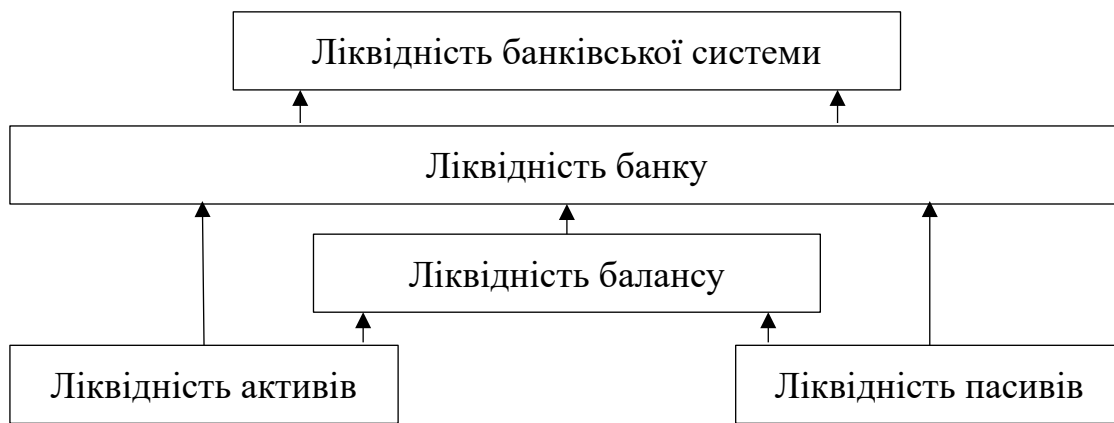 Ліквідність банківської системи
Ліквідність банку
Ліквідність балансу
Ліквідність активів
Ліквідність пасивів